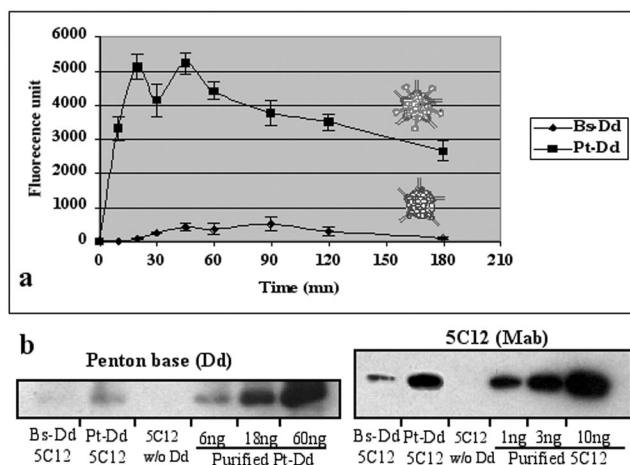 6000
5000
4000
3000
2000
1000
0
Fluorecence unit
0 30 60 90 120 150 180 210
Time (mn)
a
Bs-Dd
Pt-Dd
b
Penton base (Dd)
Bs-Dd 5C12
Pt-Dd 5C12
5C12 w/o Dd
6ng 18ng 60ng
Purified Pt-Dd
5C12 (Mab)
Bs-Dd 5C12
Pt-Dd 5C12
5C12 w/o Dd
1ng 3ng 10ng
Purified 5C12